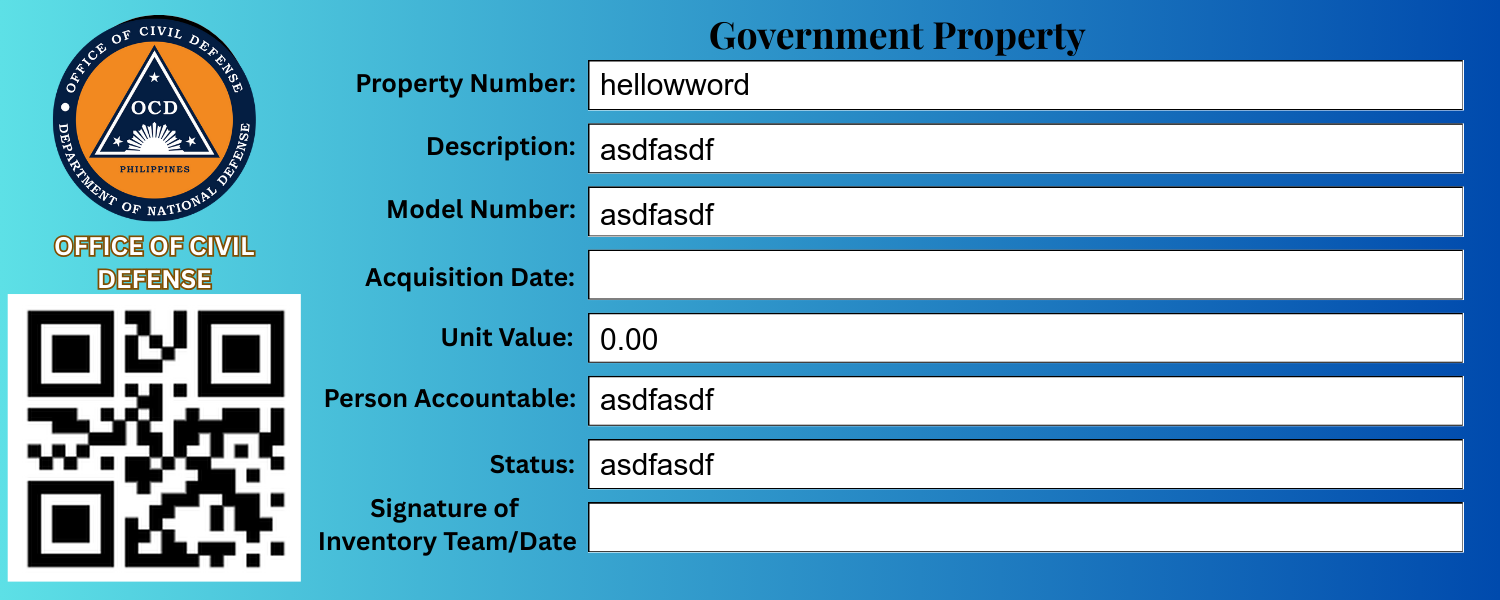 OFFICE OF CIVIL DEFENSE
OCD
PHILIPPINES
DEPARTMENT OF NATIONAL DEFENSE
OFFICE OF CIVIL
DEFENSE
Government Property
Property Number: hellowword
Description: asdfasdf
Model Number: asdfasdf
Acquisition Date:
Unit Value: 0.00
Person Accountable: asdfasdf
Status: asdfasdf
Signature of
Inventory Team/Date